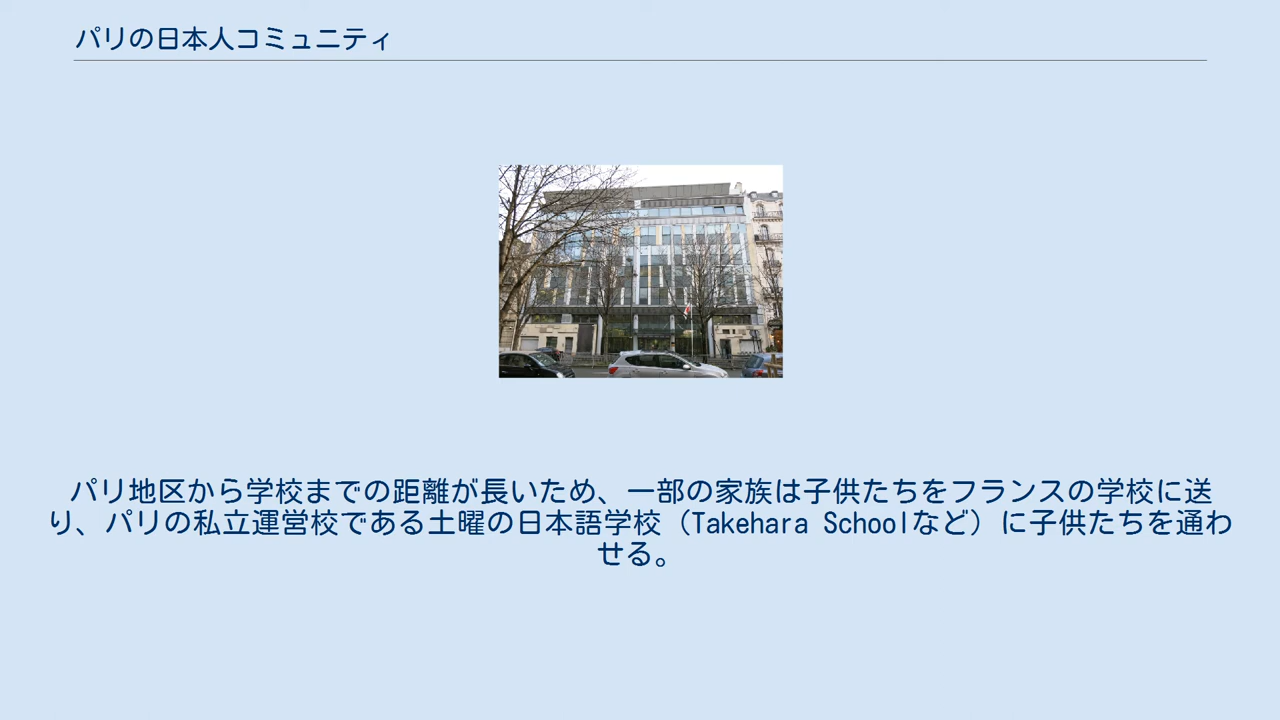 パリの日本人コミュニティ
パリ地区から学校までの距離が長いため、一部の家族は子供たちをフランスの学校に送
り、パリの私立運営校である土曜の日本語学校（Takehara Schoolなど）に子供たちを通わ
せる。